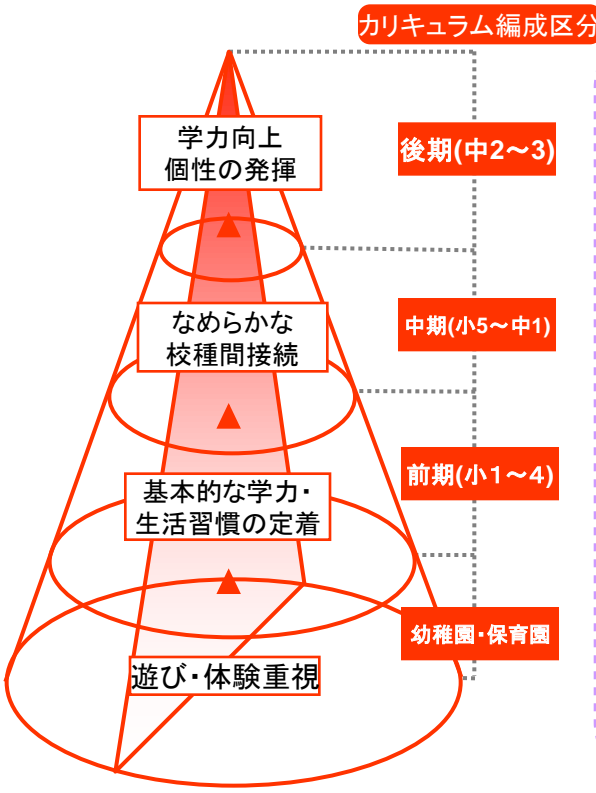 カリキュラム編成区分
学力向上
個性の発揮
後期(中2～3)
なめらかな
校種間接続
中期(小5～中1)
基本的な学力・
生活習慣の定着
前期(小1～4)
遊び・体験重視
幼稚園・保育園